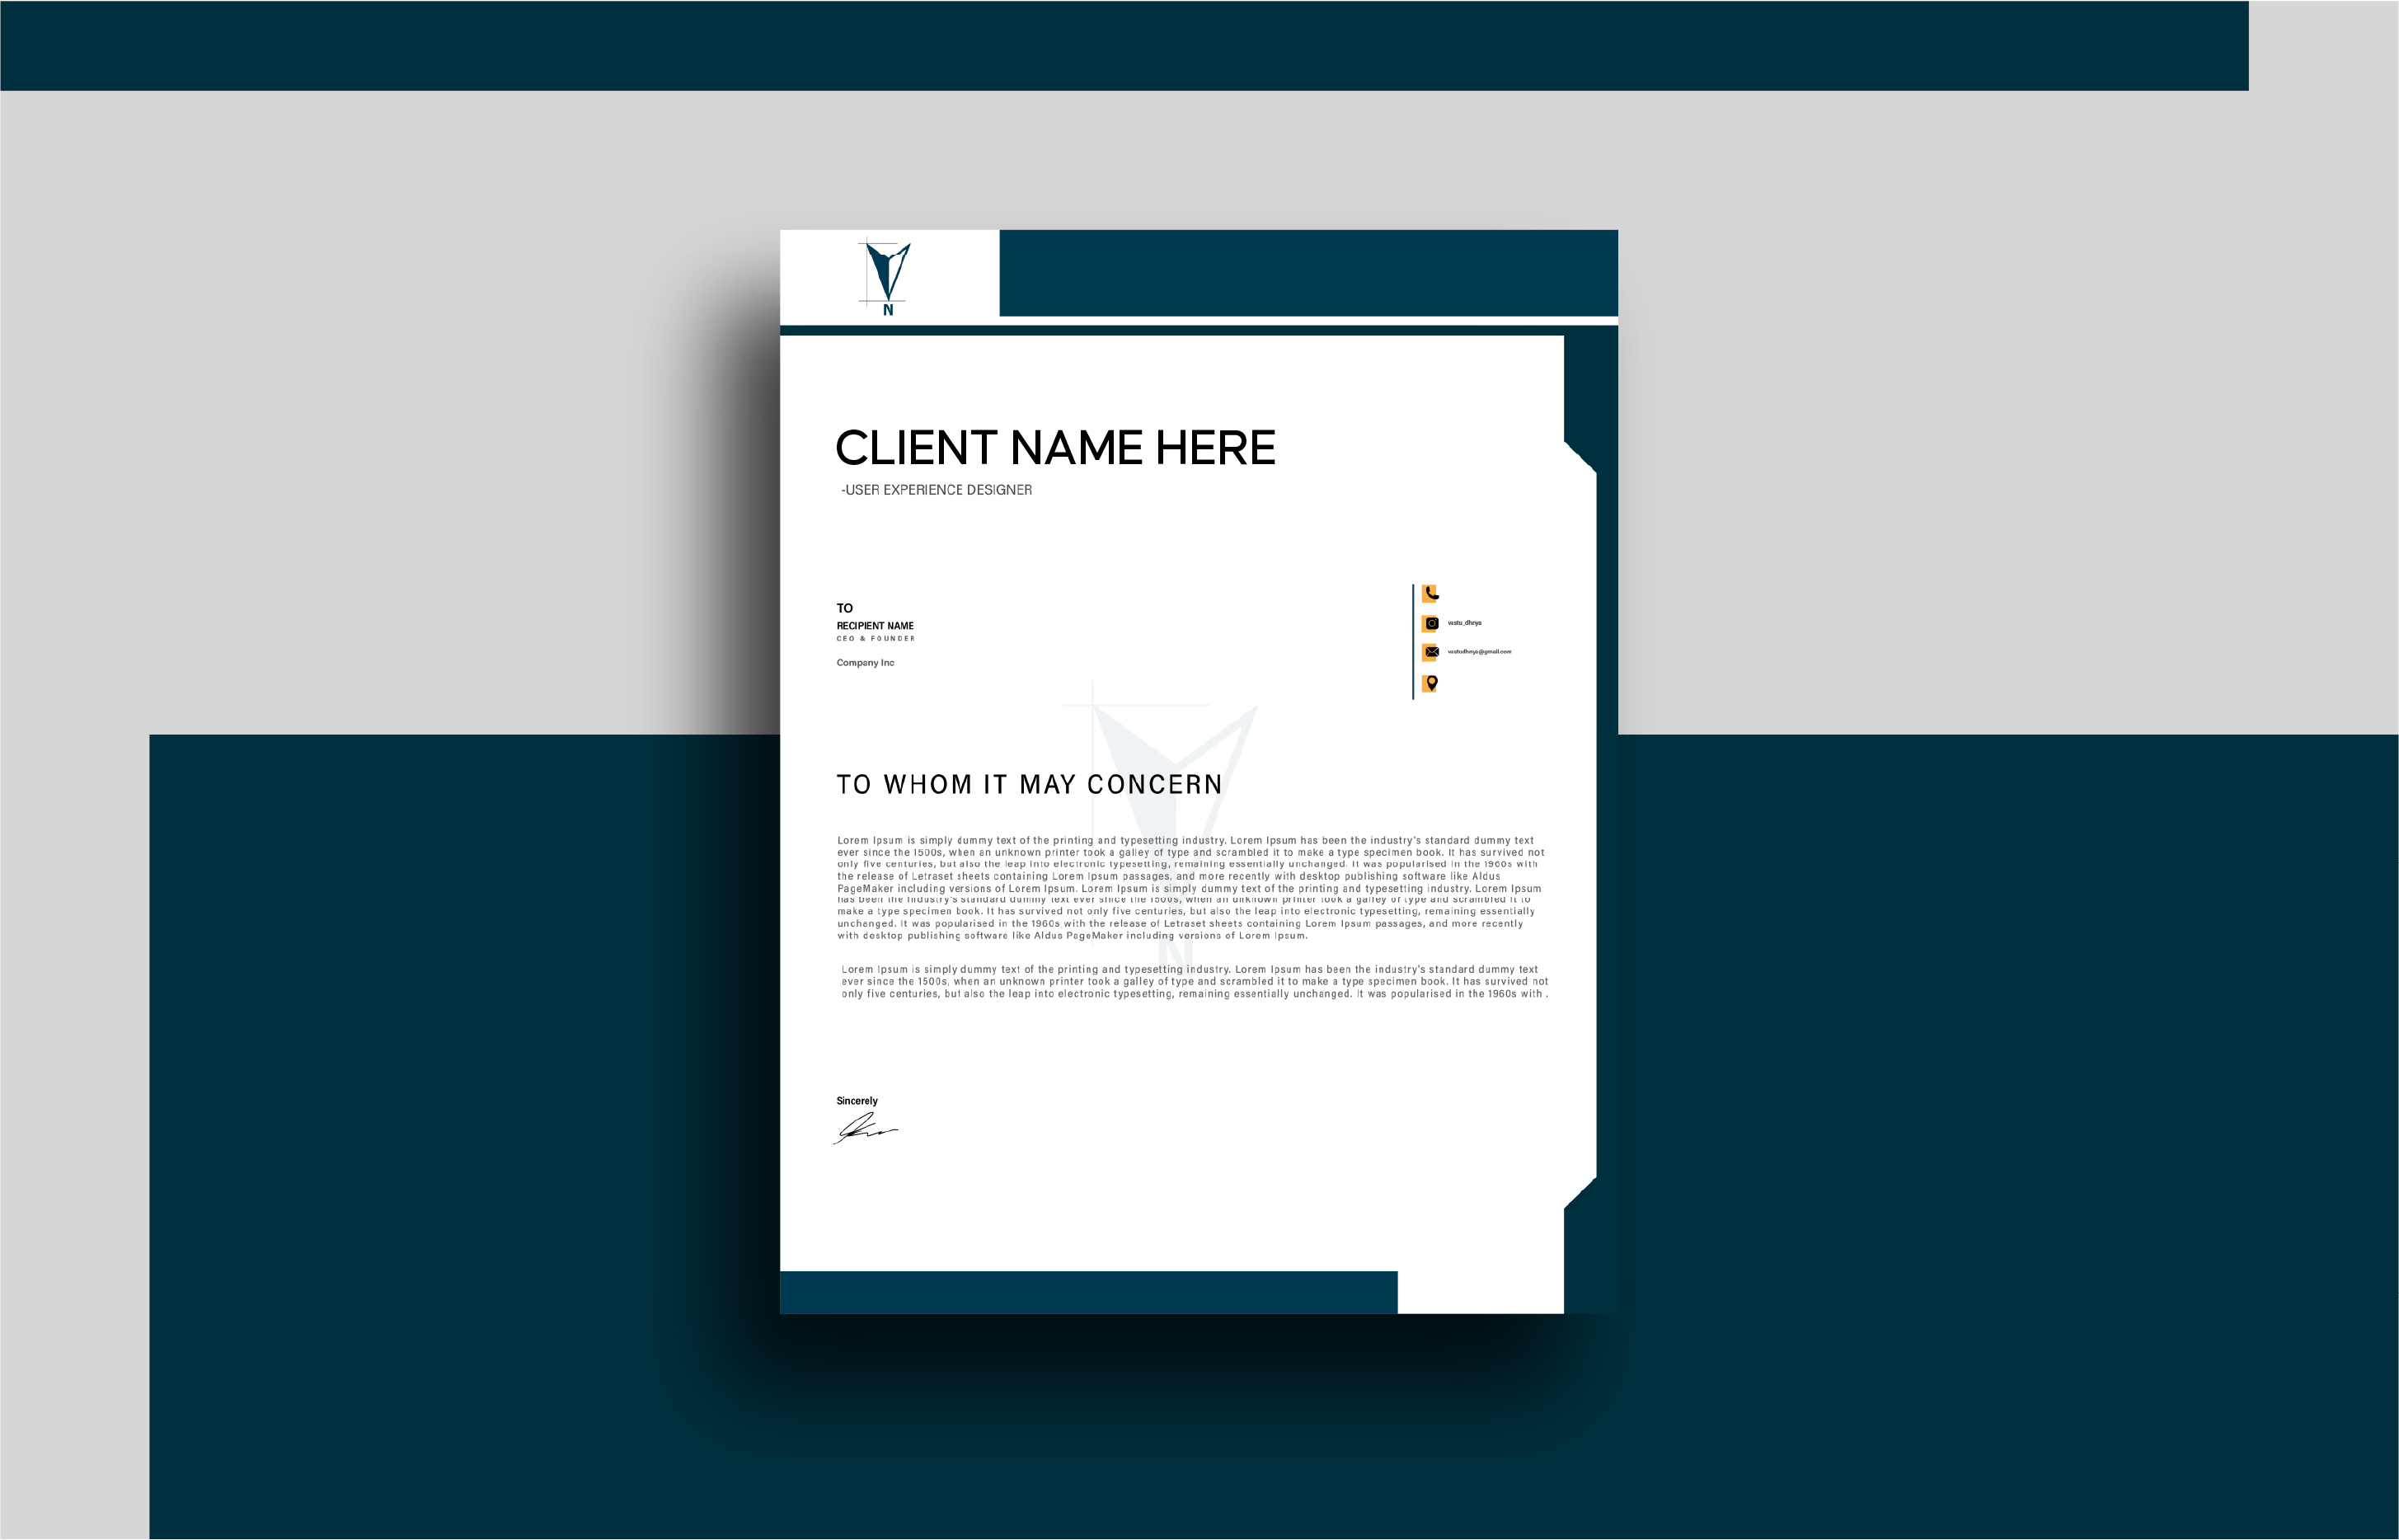 N
CLIENT NAME HERE
-USER EXPERIENCE DESIGNER
TO
RECIPIENT NAME
CEO & FOUNDER
Company Inc
vastu_dhnya
vastudhnya@gmail.com
TO WHOM IT MAY CONCERN
Lorem Ipsum is simply dummy text of the printing and typesetting industry. Lorem Ipsum has been the industry's standard dummy text
ever since the 1500s, when an unknown printer took a galley of type and scrambled it to make a type specimen book. It has survived not
only five centuries, but also the leap into electronic typesetting, remaining essentially unchanged. It was popularised in the 1960s with
the release of Letraset sheets containing Lorem Ipsum passages, and more recently with desktop publishing software like Aldus
PageMaker including versions of Lorem Ipsum. Lorem Ipsum is simply dummy text of the printing and typesetting industry. Lorem Ipsum
has been the industry's standard dummy text ever since the 1500s, when an unknown printer took a galley of type and scrambled it to
make a type specimen book. It has survived not only five centuries, but also the leap into electronic typesetting, remaining essentially
unchanged. It was popularised in the 1960s with the release of Letraset sheets containing Lorem Ipsum passages, and more recently
with desktop publishing software like Aldus PageMaker including versions of Lorem Ipsum.
N
Lorem Ipsum is simply dummy text of the printing and typesetting industry. Lorem Ipsum has been the industry's standard dummy text
ever since the 1500s, when an unknown printer took a galley of type and scrambled it to make a type specimen book. It has survived not
only five centuries, but also the leap into electronic typesetting, remaining essentially unchanged. It was popularised in the 1960s with .
Sincerely